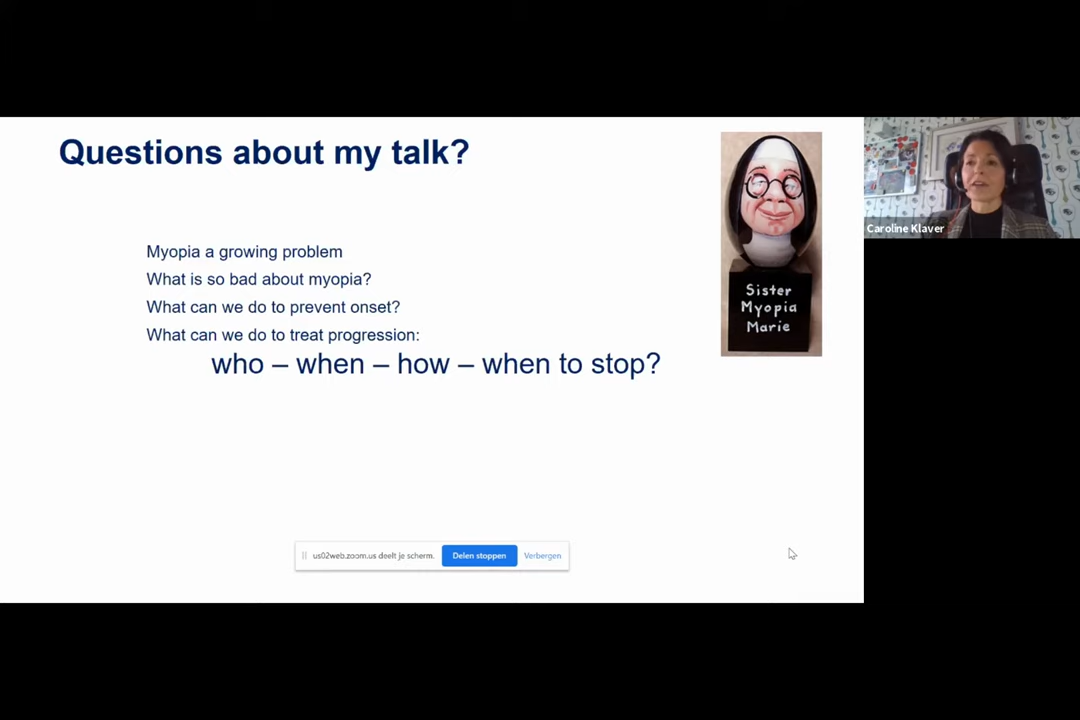 Questions about my talk?
Myopia a growing problem
What is so bad about myopia?
What can we do to prevent onset?
What can we do to treat progression:
who – when – how – when to stop?
Sister
Myopia
Marie
Caroline Klaver
us02web.zoom.us deelt je scherm.
Delen stoppen
Verbergen